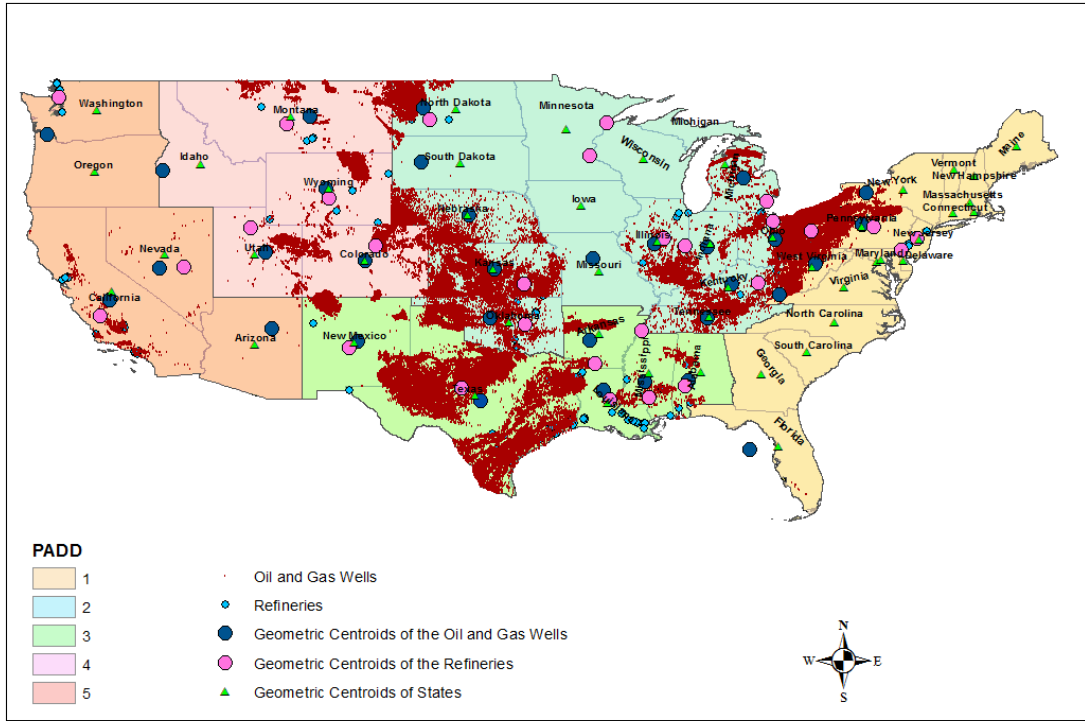 Washington
Montana
North Dakota
Minnesota
Michigan
Maine
Oregon
Idaho
South Dakota
Wisconsin
Michigan
Vermont
New Hampshire
New York
Massachusetts
Connecticut
Wyoming
Nebraska
Iowa
Pennsylvania
New Jersey
Nevada
Utah
Colorado
Kansas
Missouri
Illinois
Indiana
Ohio
West Virginia
Maryland
Delaware
California
Kentucky
Virginia
Arizona
New Mexico
Oklahoma
Arkansas
Tennessee
North Carolina
South Carolina
Texas
Louisiana
Mississippi
Alabama
Georgia
Florida
PADD
1
2
3
4
5
Oil and Gas Wells
Refineries
Geometric Centroids of the Oil and Gas Wells
Geometric Centroids of the Refineries
Geometric Centroids of States
N
W
E
S